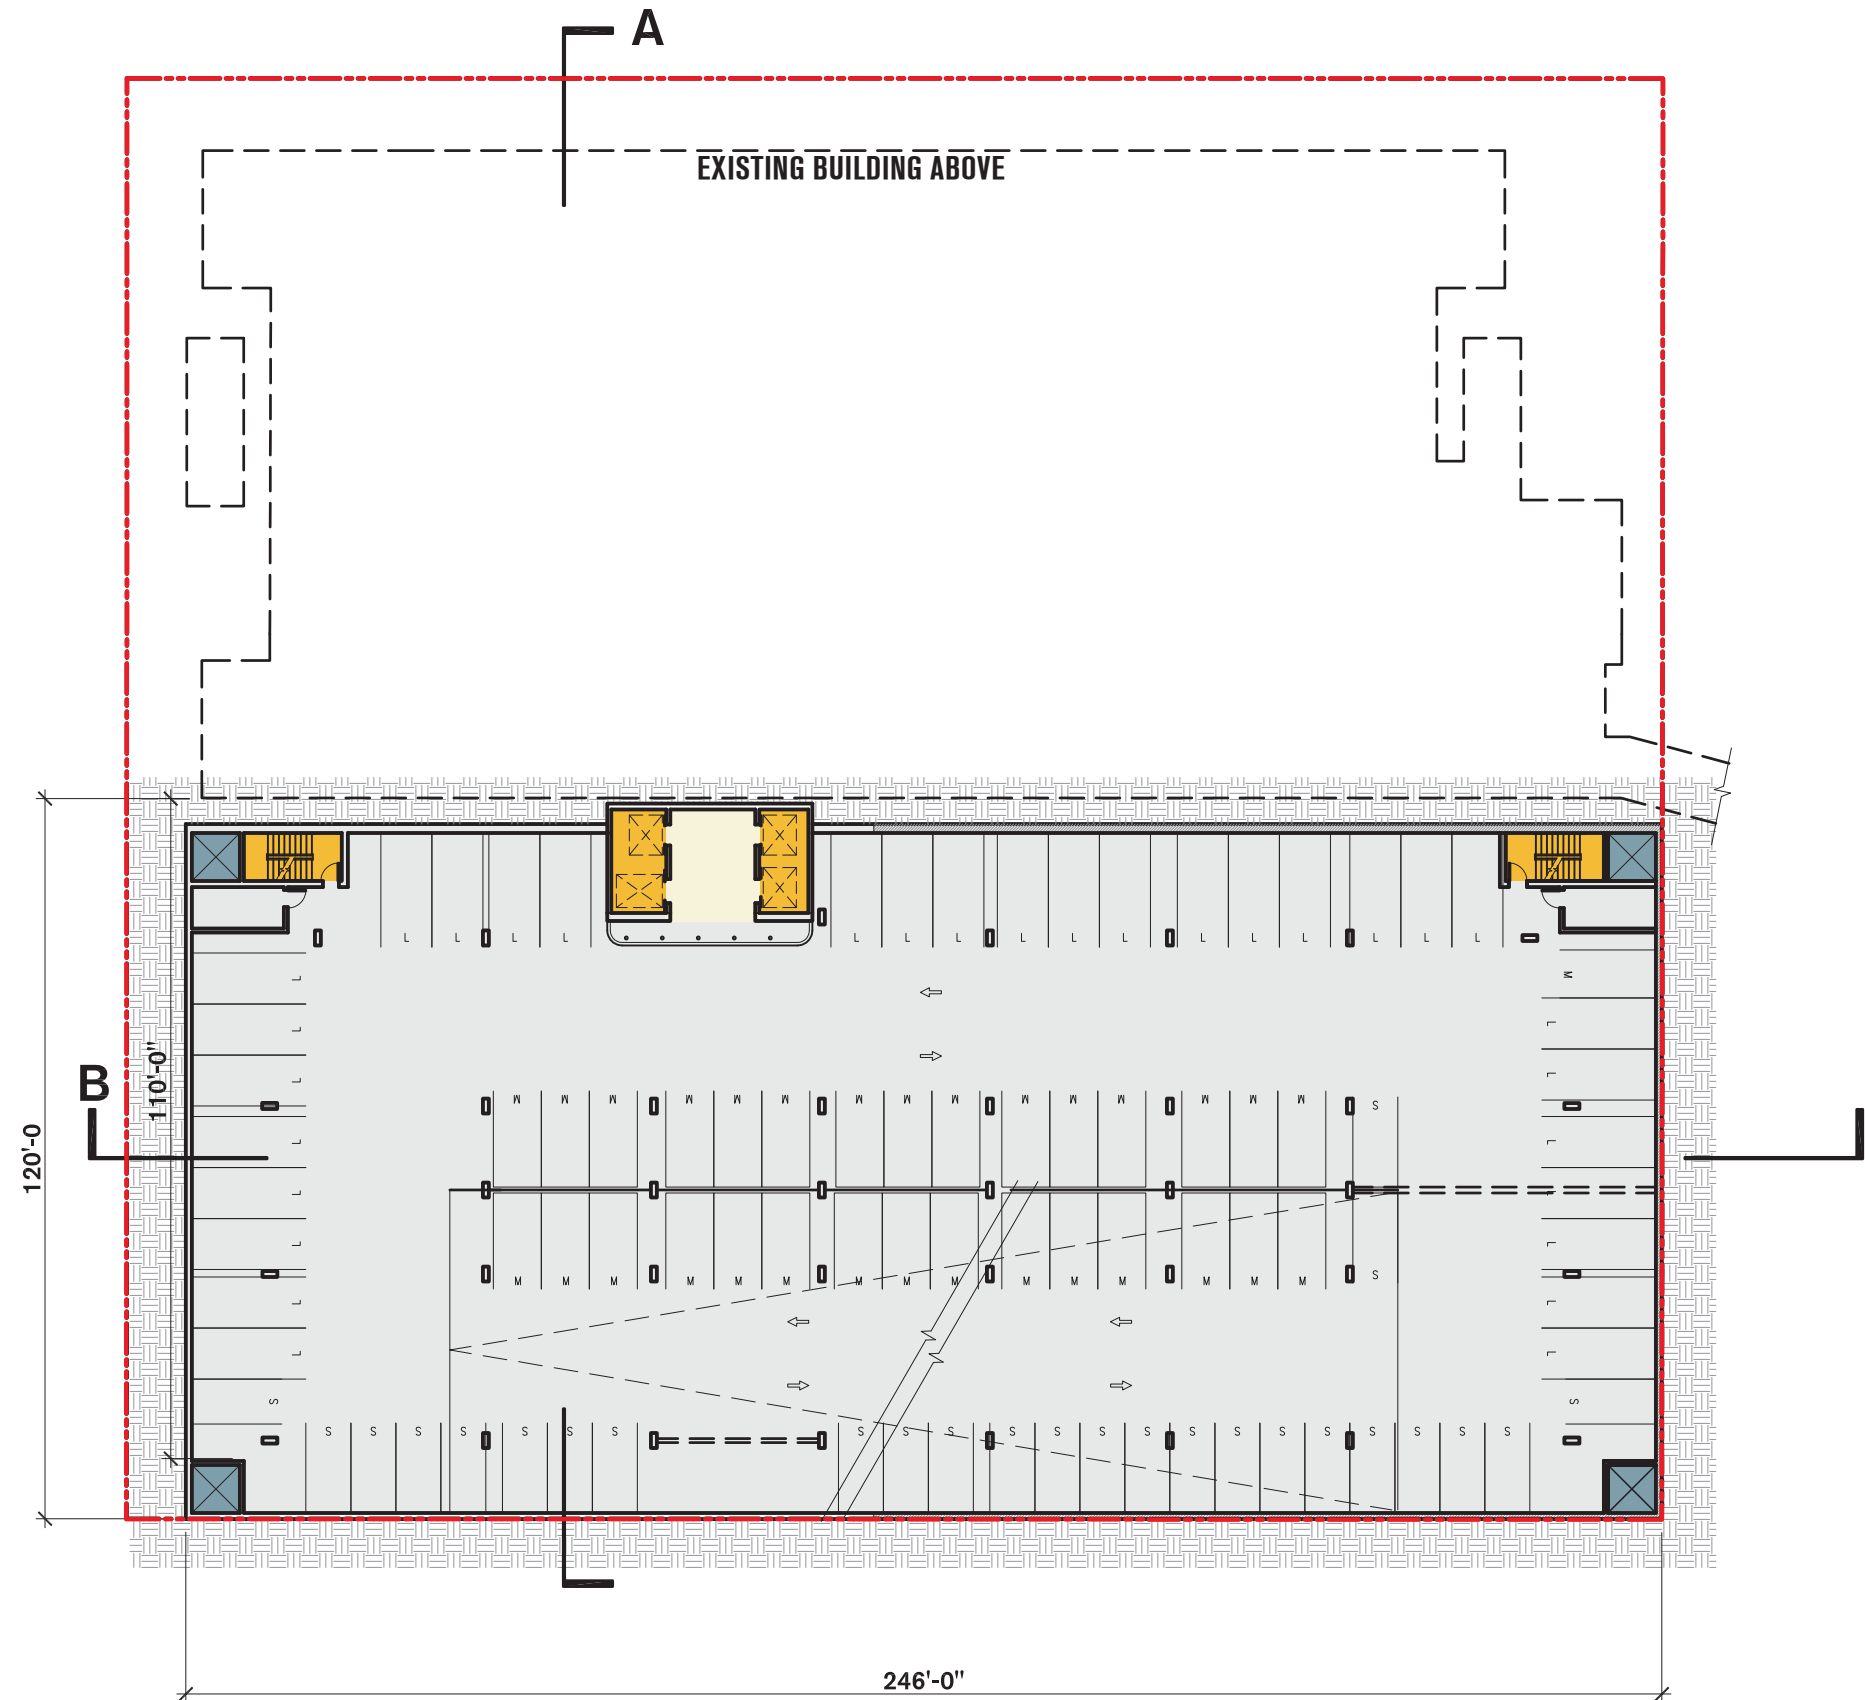 A
EXISTING BUILDING ABOVE
L L L L L L L L L L L L L L L L
L M
L L
B
110'-0"
L L
M M M M M M M M M M M M M M M S
120'-0
L L
L L
L L
M M M M M M M M M M M M M M M S
L L
L L
S S
S S S S S S S S S S S S S S S S S S S S S S
246'-0"